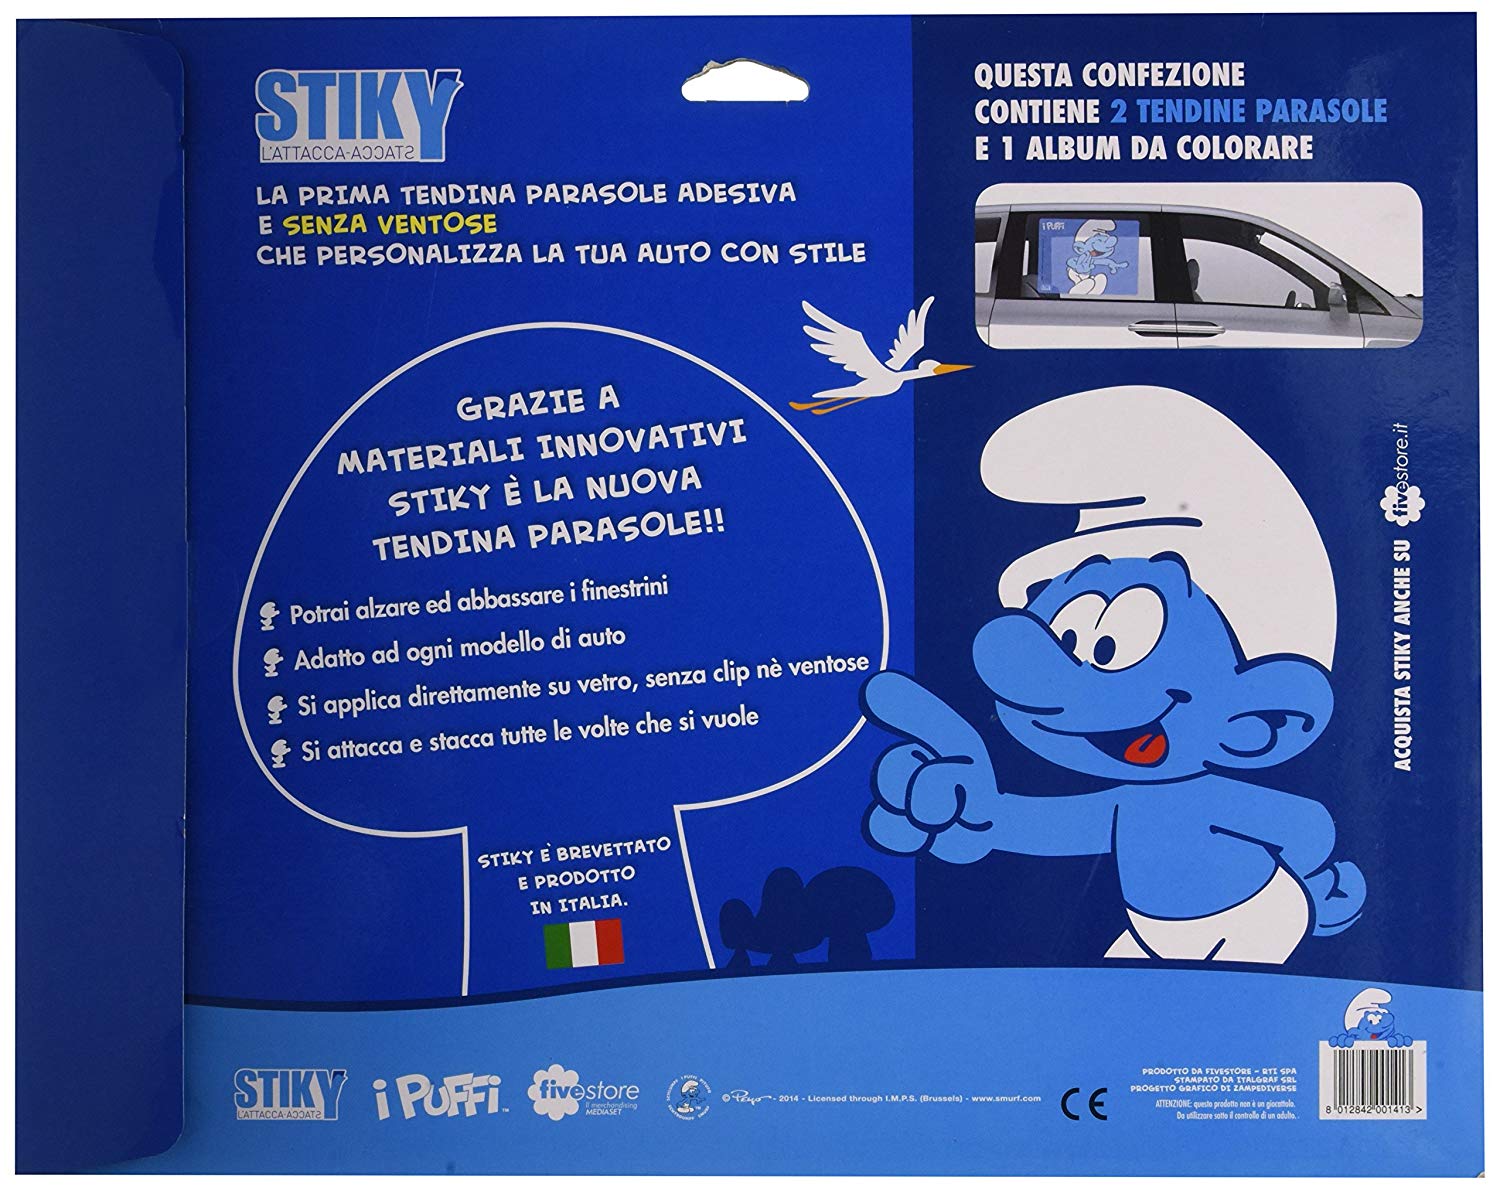 STIKY
L'ATTACCA-ACCATS
LA PRIMA TENDINA PARASOLE ADESIVA
E SENZA VENTOSE
CHE PERSONALIZZA LA TUA AUTO CON STILE
GRAZIE A
MATERIALI INNOVATIVI
STIKY È LA NUOVA
TENDINA PARASOLE!!
Potrai alzare ed abbassare i finestrini
Adatto ad ogni modello di auto
Si applica direttamente su vetro, senza clip nè ventose
Si attacca e stacca tutte le volte che si vuole
STIKY E' BREVETTATO
E PRODOTTO
IN ITALIA.
QUESTA CONFEZIONE
CONTIENE 2 TENDINE PARASOLE
E 1 ALBUM DA COLORARE
i PUFFi
ACQUISTA STIKY ANCHE SU fivestore.it
STIKY
L'ATTACCA-ACCATS
i PUFFi™
fivestore
il merchandising
MEDIASET
© Peyo - 2014 - Licensed through I.M.P.S. (Brussels) - www.smurf.com
CE
PRODOTTO DA FIVESTORE - RTI SPA
STAMPATO DA ITALGRAF SRL
PROGETTO GRAFICO DI ZAMPEDIVERSE
ATTENZIONE: questo prodotto non è un giocattolo.
Da utilizzare sotto il controllo di un adulto.
8 012842 001413 >